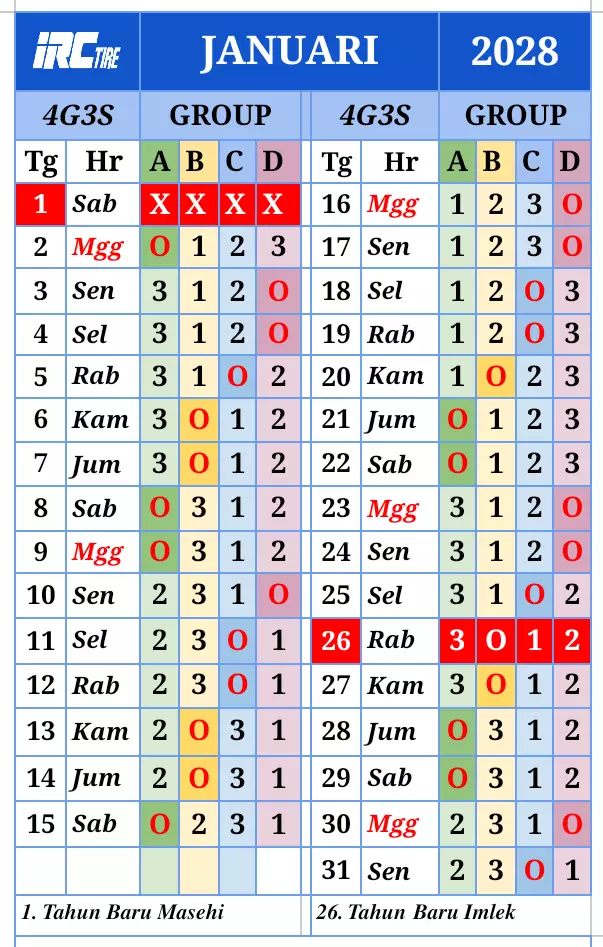 IRC TIRE JANUARI 2028
4G3S GROUP 4G3S GROUP
Tg Hr A B C D Tg Hr A B C D
1 Sab X X X X 16 Mgg 1 2 3 O
2 Mgg O 1 2 3 17 Sen 1 2 3 O
3 Sen 3 1 2 O 18 Sel 1 2 O 3
4 Sel 3 1 2 O 19 Rab 1 2 O 3
5 Rab 3 1 O 2 20 Kam 1 O 2 3
6 Kam 3 O 1 2 21 Jum O 1 2 3
7 Jum 3 O 1 2 22 Sab O 1 2 3
8 Sab O 3 1 2 23 Mgg 3 1 2 O
9 Mgg O 3 1 2 24 Sen 3 1 2 O
10 Sen 2 3 1 O 25 Sel 3 1 O 2
11 Sel 2 3 O 1 26 Rab 3 O 1 2
12 Rab 2 3 O 1 27 Kam 3 O 1 2
13 Kam 2 O 3 1 28 Jum O 3 1 2
14 Jum 2 O 3 1 29 Sab O 3 1 2
15 Sab O 2 3 1 30 Mgg 2 3 1 O
31 Sen 2 3 O 1
1. Tahun Baru Masehi 26. Tahun Baru Imlek